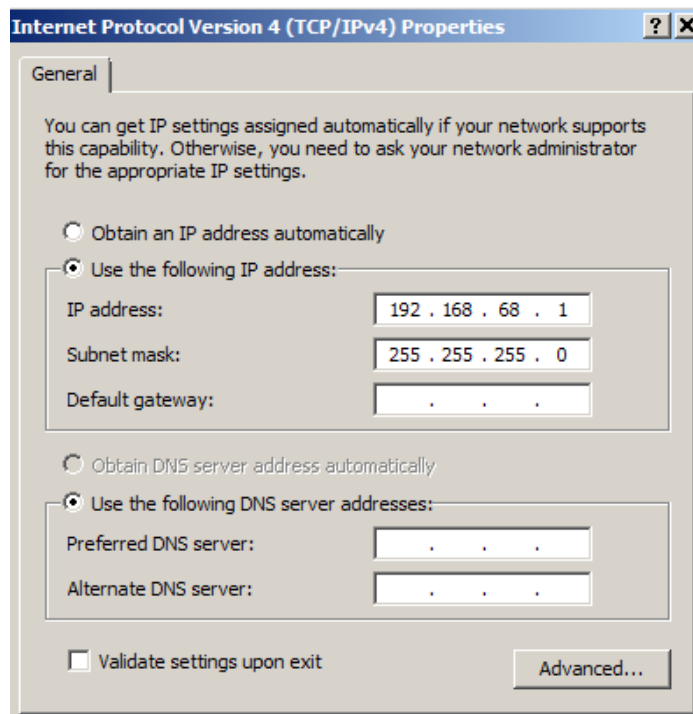 Internet Protocol Version 4 (TCP/IPv4) Properties ? X
General
You can get IP settings assigned automatically if your network supports
this capability. Otherwise, you need to ask your network administrator
for the appropriate IP settings.
Obtain an IP address automatically
Use the following IP address:
IP address: 192 . 168 . 68 . 1
Subnet mask: 255 . 255 . 255 . 0
Default gateway: . . .
Obtain DNS server address automatically
Use the following DNS server addresses:
Preferred DNS server: . . .
Alternate DNS server: . . .
Validate settings upon exit
Advanced...